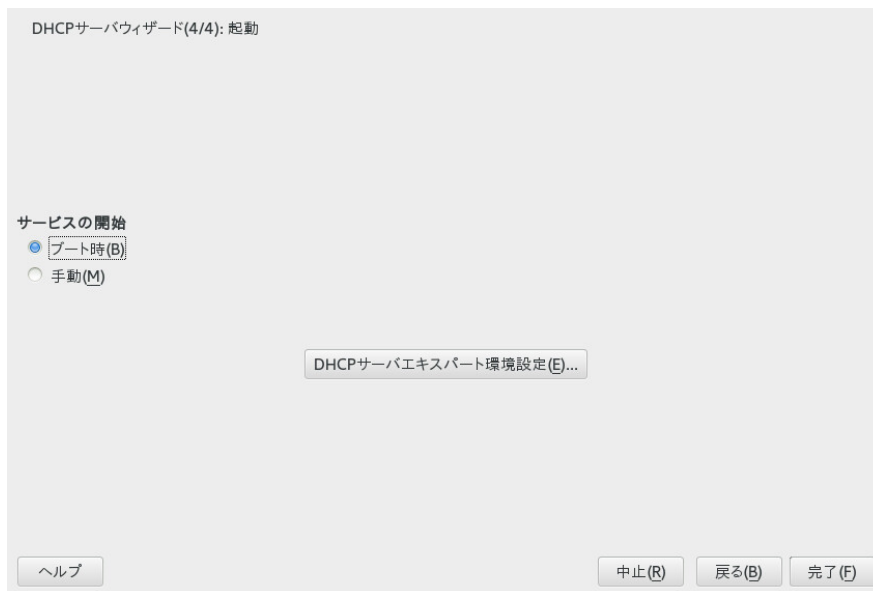 DHCPサーバウィザード(4/4): 起動
サービスの開始
ブート時(B)
手動(M)
DHCPサーバエキスパート環境設定(E)...
ヘルプ
中止(R)
戻る(B)
完了(F)